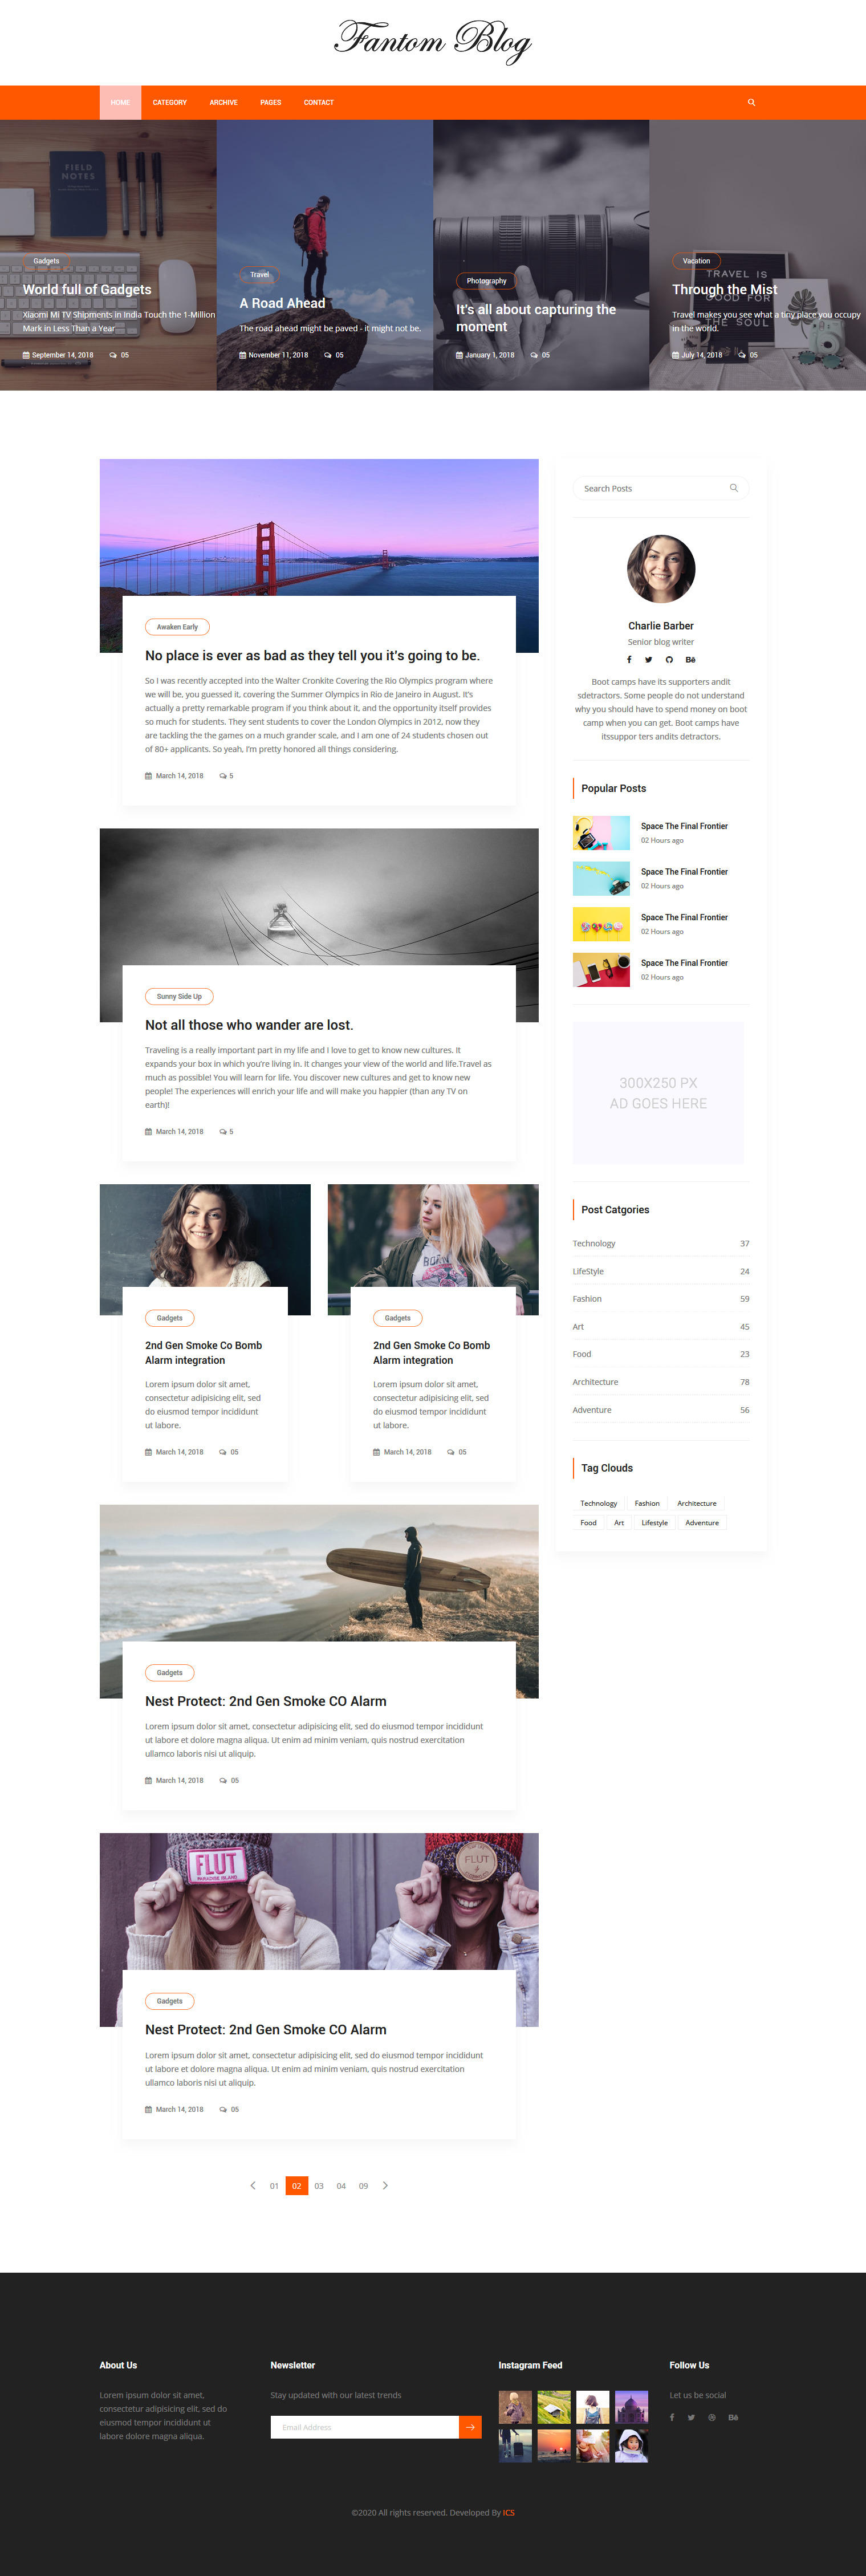 Fantom Blog
HOME CATEGORY ARCHIVE PAGES CONTACT
FIELD
NOTES
Gadgets
World full of Gadgets
Xiaomi Mi TV Shipments in India Touch the 1-Million
Mark in Less Than a Year
September 14, 2018 05
Travel
A Road Ahead
The road ahead might be paved - it might not be.
November 11, 2018 05
Photography
It's all about capturing the
moment
January 1, 2018 05
Vacation
TRAVEL IS
GOOD FOR
THE SOUL
Through the Mist
Travel makes you see what a tiny place you occupy
in the world.
July 14, 2018 05
Awaken Early
No place is ever as bad as they tell you it's going to be.
So I was recently accepted into the Walter Cronkite Covering the Rio Olympics program where
we will be, you guessed it, covering the Summer Olympics in Rio de Janeiro in August. It's
actually a pretty remarkable program if you think about it, and the opportunity itself provides
so much for students. They sent students to cover the London Olympics in 2012, now they
are tackling the the games on a much grander scale, and I am one of 24 students chosen out
of 80+ applicants. So yeah, I'm pretty honored all things considering.
March 14, 2018 5
Sunny Side Up
Not all those who wander are lost.
Traveling is a really important part in my life and I love to get to know new cultures. It
expands your box in which you're living in. It changes your view of the world and life.Travel as
much as possible! You will learn for life. You discover new cultures and get to know new
people! The experiences will enrich your life and will make you happier (than any TV on
earth)!
March 14, 2018 5
Gadgets
2nd Gen Smoke Co Bomb
Alarm integration
Lorem ipsum dolor sit amet,
consectetur adipisicing elit, sed
do eiusmod tempor incididunt
ut labore.
March 14, 2018 05
Gadgets
2nd Gen Smoke Co Bomb
Alarm integration
Lorem ipsum dolor sit amet,
consectetur adipisicing elit, sed
do eiusmod tempor incididunt
ut labore.
March 14, 2018 05
Gadgets
Nest Protect: 2nd Gen Smoke CO Alarm
Lorem ipsum dolor sit amet, consectetur adipisicing elit, sed do eiusmod tempor incididunt
ut labore et dolore magna aliqua. Ut enim ad minim veniam, quis nostrud exercitation
ullamco laboris nisi ut aliquip.
March 14, 2018 05
FLUT
PARADISE ISLAND
FLUT
Gadgets
Nest Protect: 2nd Gen Smoke CO Alarm
Lorem ipsum dolor sit amet, consectetur adipisicing elit, sed do eiusmod tempor incididunt
ut labore et dolore magna aliqua. Ut enim ad minim veniam, quis nostrud exercitation
ullamco laboris nisi ut aliquip.
March 14, 2018 05
01 02 03 04 09
Search Posts
Charlie Barber
Senior blog writer
Bē
Boot camps have its supporters andit
sdetractors. Some people do not understand
why you should have to spend money on boot
camp when you can get. Boot camps have
itssuppor ters andits detractors.
Popular Posts
Space The Final Frontier
02 Hours ago
Space The Final Frontier
02 Hours ago
Space The Final Frontier
02 Hours ago
Space The Final Frontier
02 Hours ago
300X250 PX
AD GOES HERE
Post Catgories
Technology 37
LifeStyle 24
Fashion 59
Art 45
Food 23
Architecture 78
Adventure 56
Tag Clouds
Technology Fashion Architecture
Food Art Lifestyle Adventure
About Us
Lorem ipsum dolor sit amet,
consectetur adipisicing elit, sed do
eiusmod tempor incididunt ut
labore dolore magna aliqua.
Newsletter
Stay updated with our latest trends
Email Address
Instagram Feed
Follow Us
Let us be social
Bē
©2020 All rights reserved. Developed By ICS